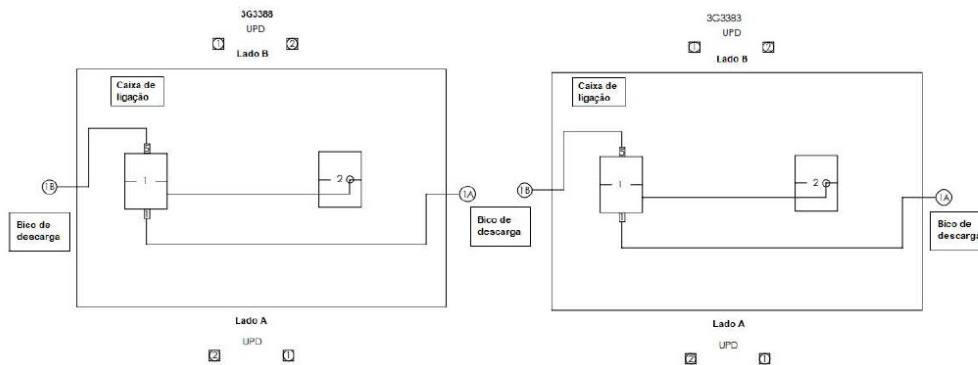 3G3388
UPD
1 2
Lado B
Caixa de
ligação
1
2
1B
1A
Bico de
descarga
Bico de
descarga
Lado A
UPD
2 1
3G3383
UPD
1 2
Lado B
Caixa de
ligação
1
2
1B
1A
Bico de
descarga
Lado A
UPD
2 1